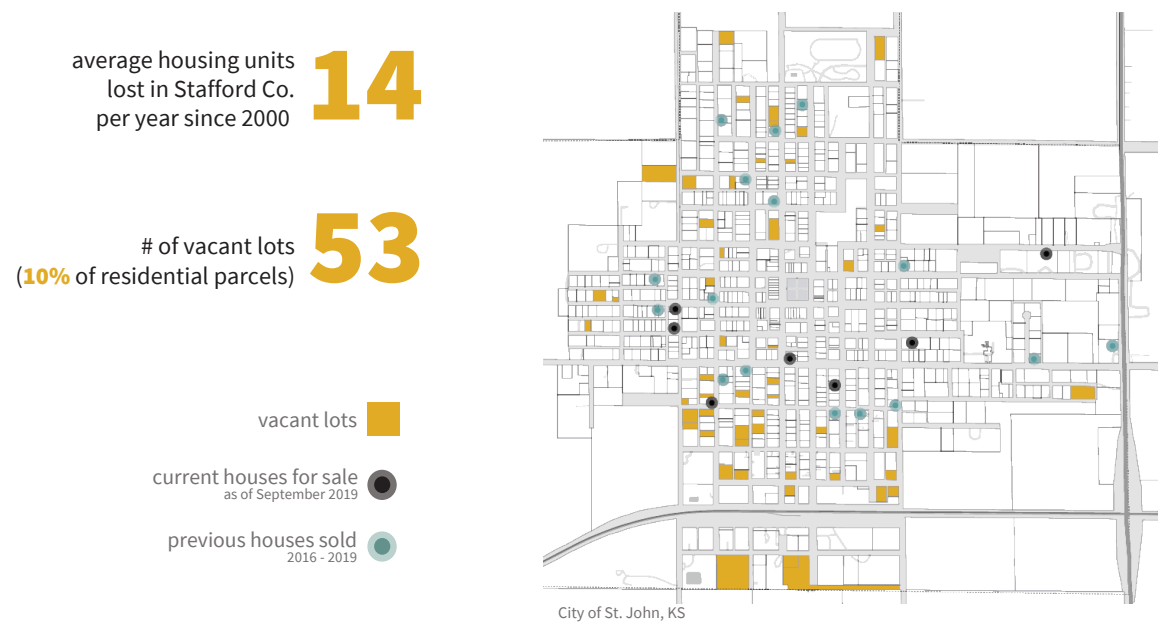 average housing units
lost in Stafford Co.
per year since 2000
14
# of vacant lots
(10% of residential parcels)
53
vacant lots
current houses for sale
as of September 2019
previous houses sold
2016 - 2019
City of St. John, KS